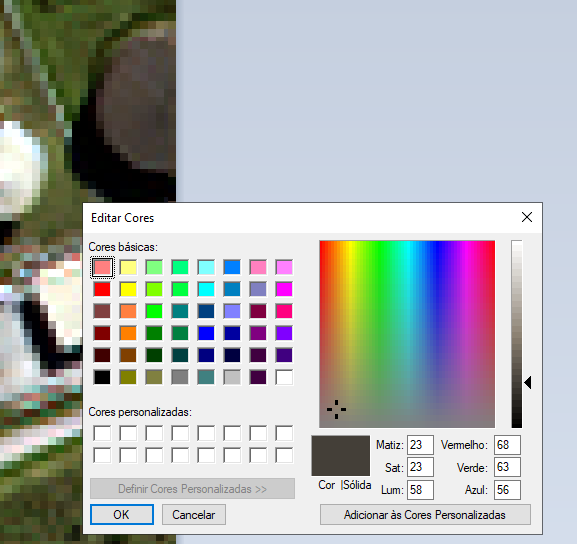 Editar Cores
Cores básicas:
Cores personalizadas:
Definir Cores Personalizadas >>
OK
Cancelar
Cor |Sólida
Matiz: 23
Sat: 23
Lum: 58
Vermelho: 68
Verde: 63
Azul: 56
Adicionar às Cores Personalizadas